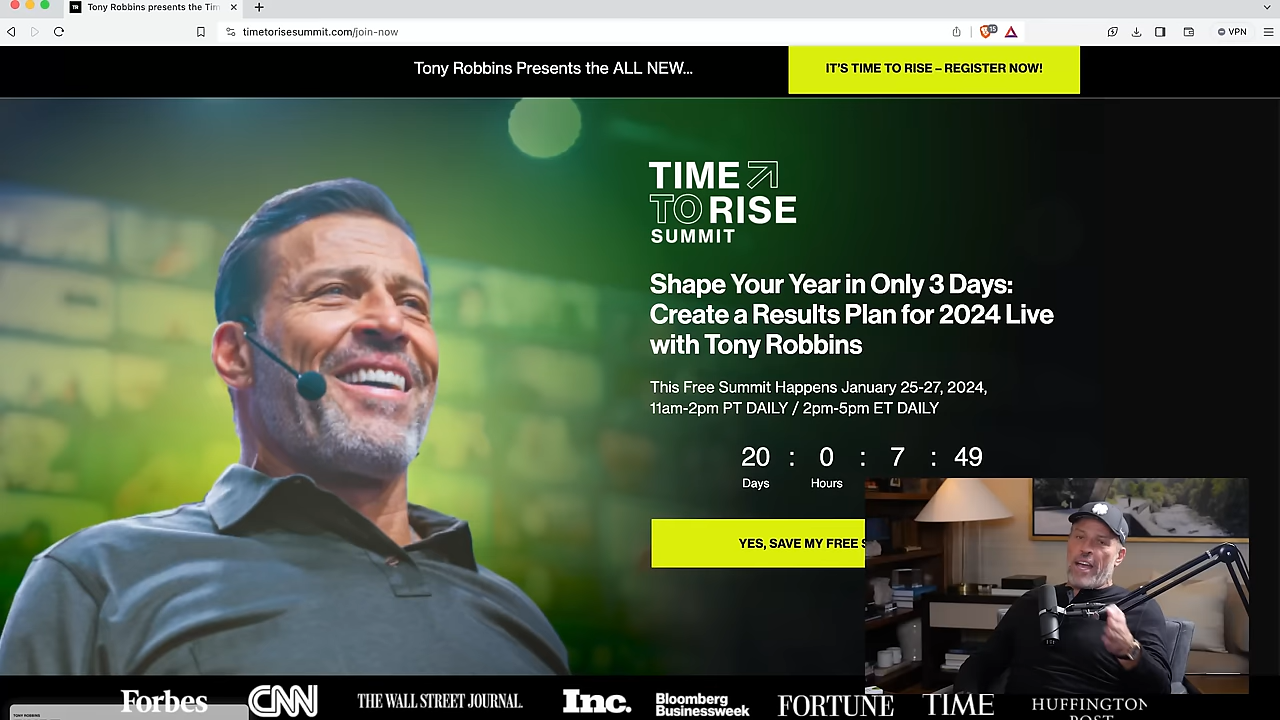 Tony Robbins presents the Tim
timetorisesummit.com/join-now
VPN
Tony Robbins Presents the ALL NEW...
IT'S TIME TO RISE – REGISTER NOW!
TIME
TO RISE
SUMMIT
Shape Your Year in Only 3 Days:
Create a Results Plan for 2024 Live
with Tony Robbins
This Free Summit Happens January 25-27, 2024,
11am-2pm PT DAILY / 2pm-5pm ET DAILY
20 : 0 : 7 : 49
Days Hours
YES, SAVE MY FREE S
Forbes CNN THE WALL STREET JOURNAL. Inc. Bloomberg Businessweek FORTUNE TIME HUFFINGTON POST
TONY ROBBINS